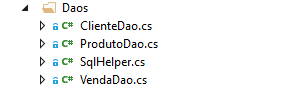 Daos
C# ClienteDao.cs
C# ProdutoDao.cs
C# SqlHelper.cs
C# VendaDao.cs